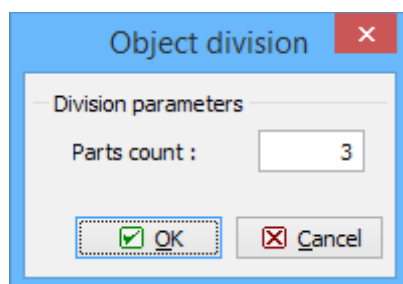 Object division
Division parameters
Parts count :
3
OK
Cancel